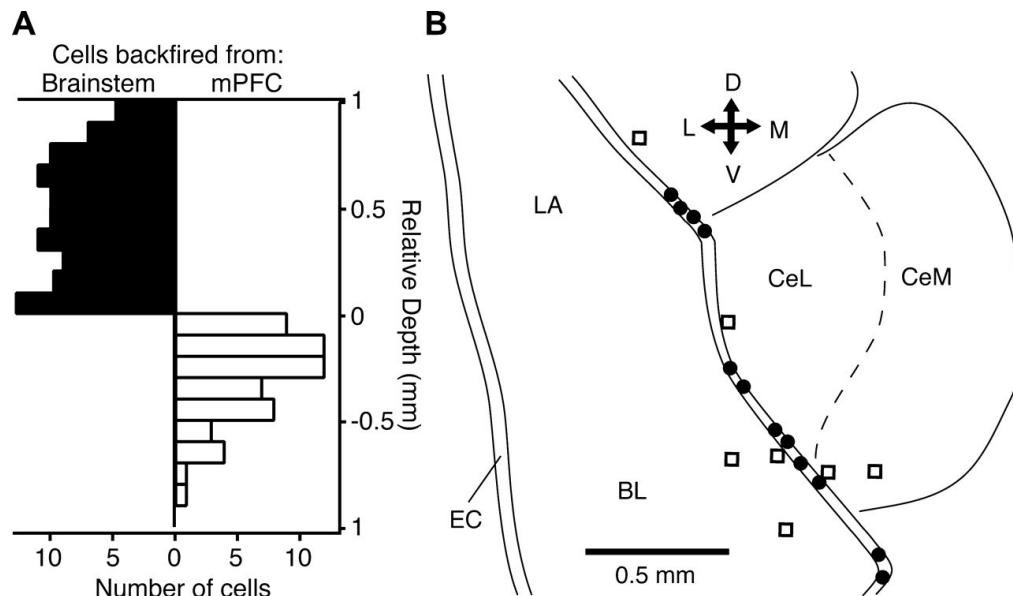 A
Cells backfired from:
Brainstem mPFC
1
0.5
0
-0.5
1
Relative Depth (mm)
10 5 0 5 10
Number of cells
B
D
L M
V
LA
CeL CeM
BL
EC
0.5 mm